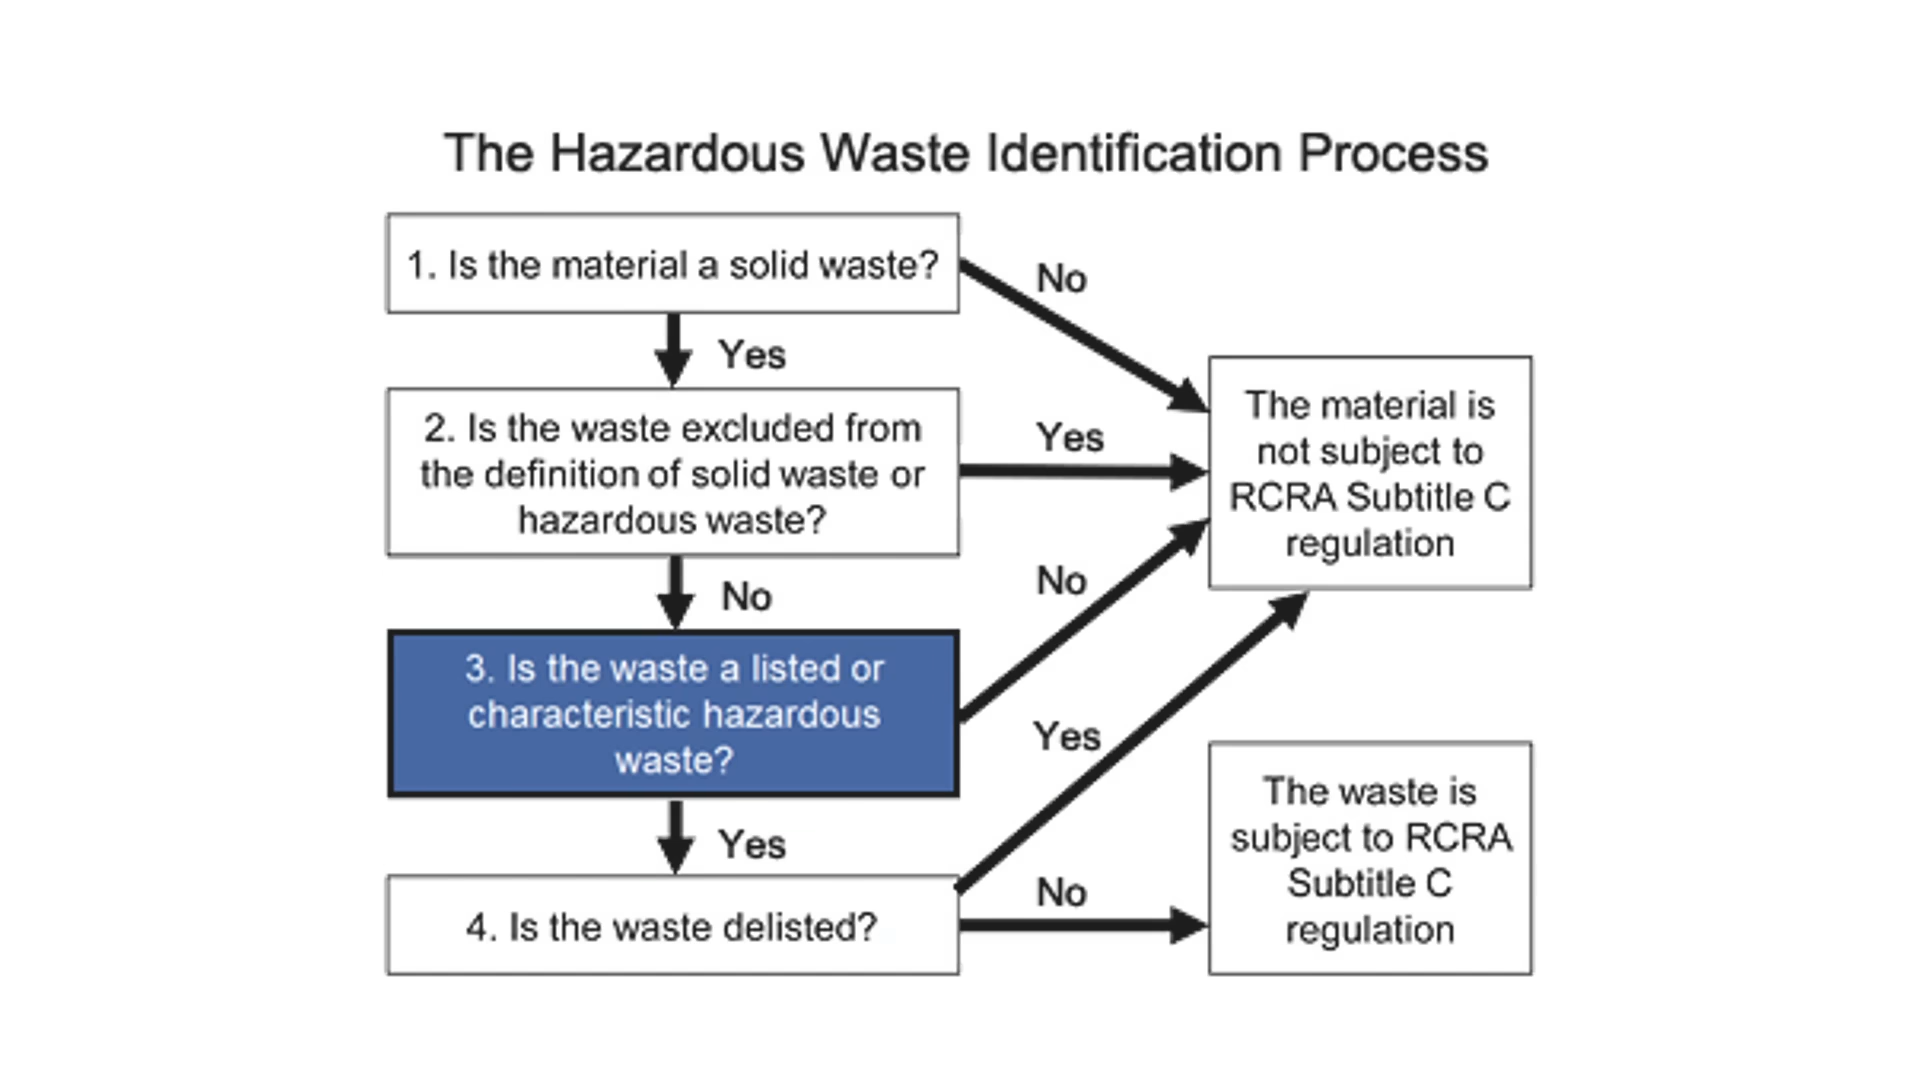 The Hazardous Waste Identification Process
1. Is the material a solid waste?
No
Yes
2. Is the waste excluded from
the definition of solid waste or
hazardous waste?
Yes
The material is
not subject to
RCRA Subtitle C
regulation
No
No
3. Is the waste a listed or
characteristic hazardous
waste?
Yes
Yes
4. Is the waste delisted?
No
The waste is
subject to RCRA
Subtitle C
regulation